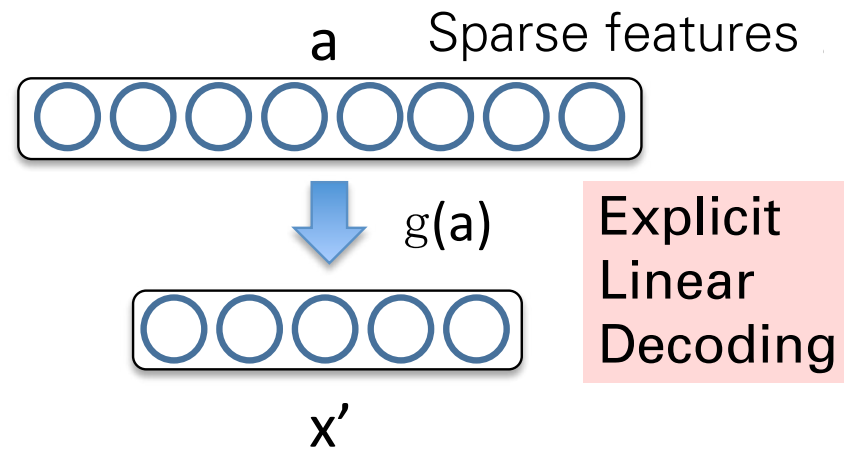 a
Sparse features
g(a)
Explicit
Linear
Decoding
x’